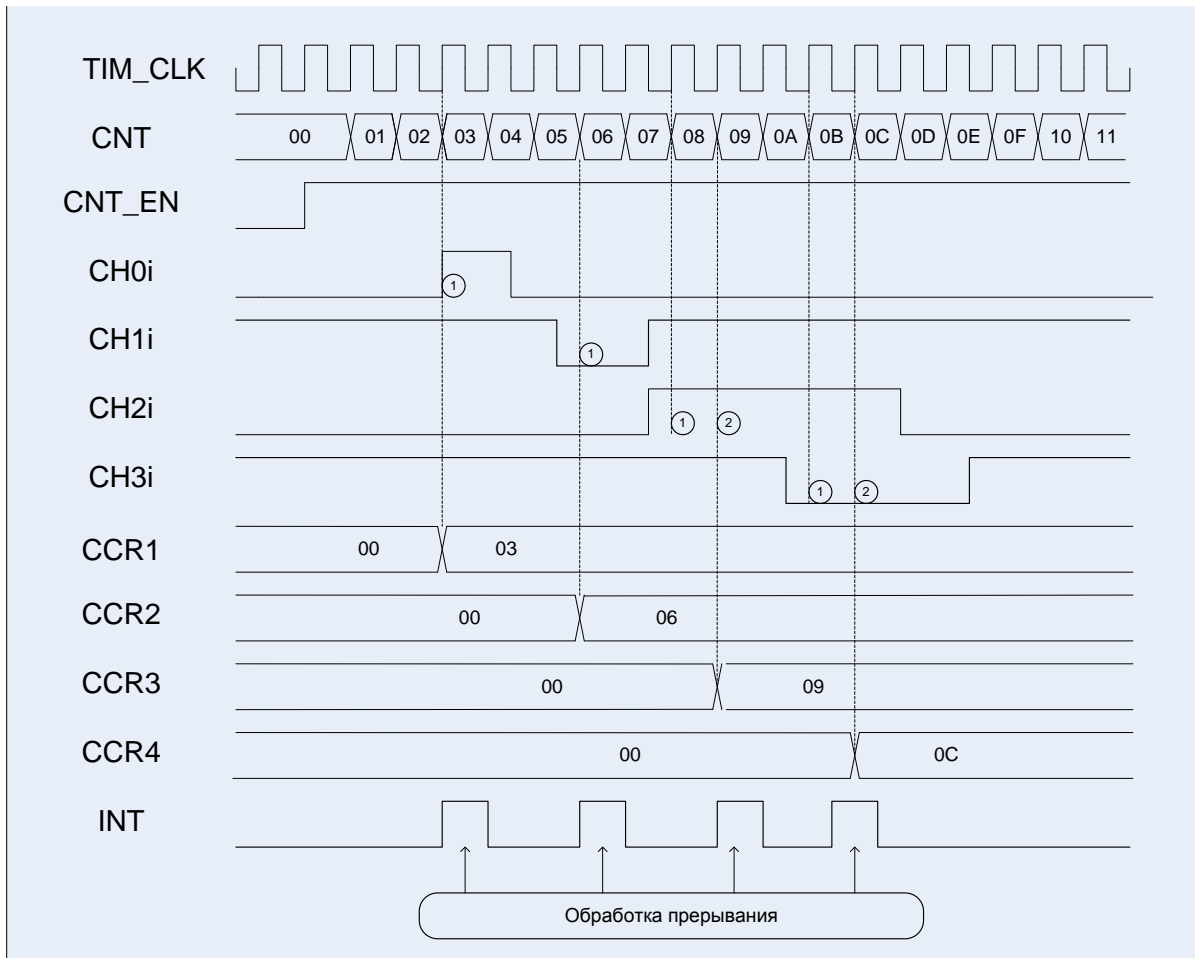 TIM_CLK
CNT 00 01 02 03 04 05 06 07 08 09 0A 0B 0C 0D 0E 0F 10 11
CNT_EN
CH0i 1
CH1i 1
CH2i 1 2
CH3i 1 2
CCR1 00 03
CCR2 00 06
CCR3 00 09
CCR4 00 0C
INT
Обработка прерывания